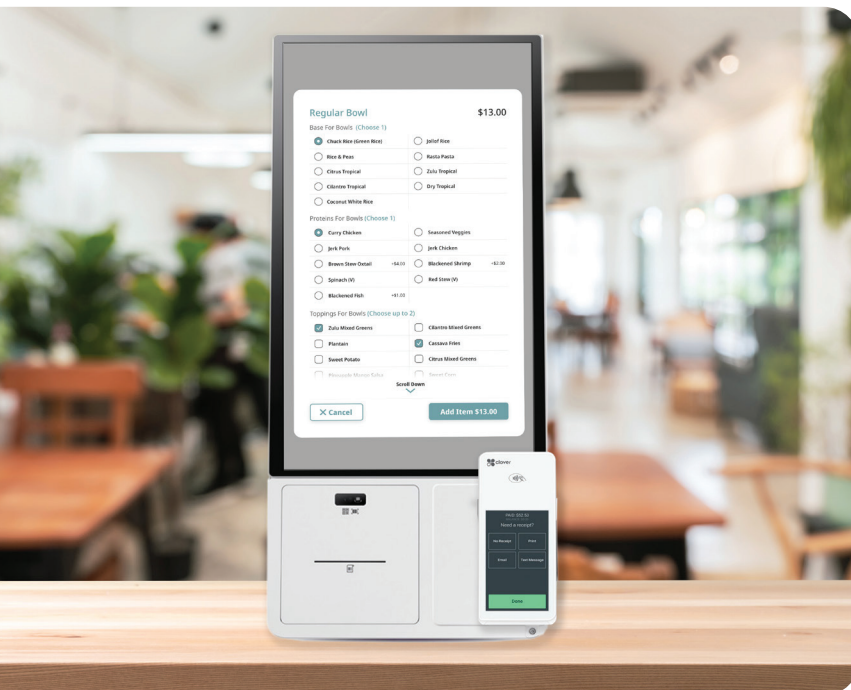 Regular Bowl $13.00
Base For Bowls (Choose 1)
Chack Rice (Green Rice) Jollof Rice
Rice & Peas Rasta Pasta
Citrus Tropical Zulu Tropical
Cilantro Tropical Dry Tropical
Coconut White Rice
Proteins For Bowls (Choose 1)
Curry Chicken Seasoned Veggies
Jerk Pork Jerk Chicken
Brown Stew Oxtail +$4.00 Blackened Shrimp +$3.00
Spinach (V) Red Stew (V)
Blackened Fish +$1.00
Toppings For Bowls (Choose up to 2)
Zulu Mixed Greens Cilantro Mixed Greens
Plantain Cassava Fries
Sweet Potato Citrus Mixed Greens
Scroll Down
X Cancel Add Item $13.00
clover
Need a receipt?
No Receipt Print
Email Text Message
Done